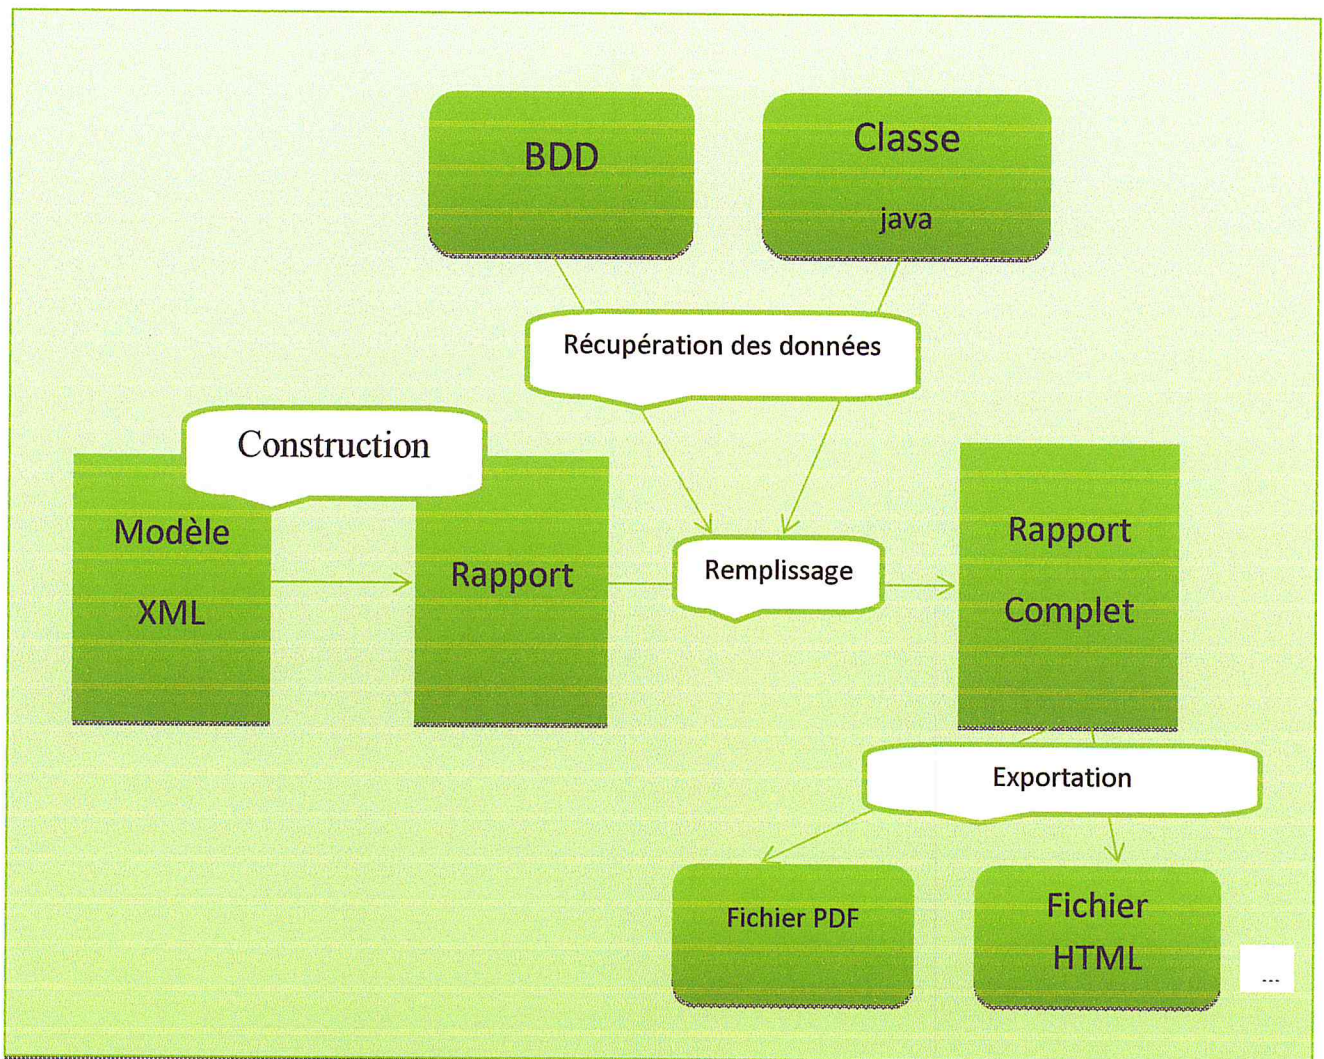 BDD
Classe
java
Récupération des données
Construction
Modèle
XML
Rapport
Remplissage
Rapport
Complet
Exportation
Fichier PDF
Fichier
HTML
...